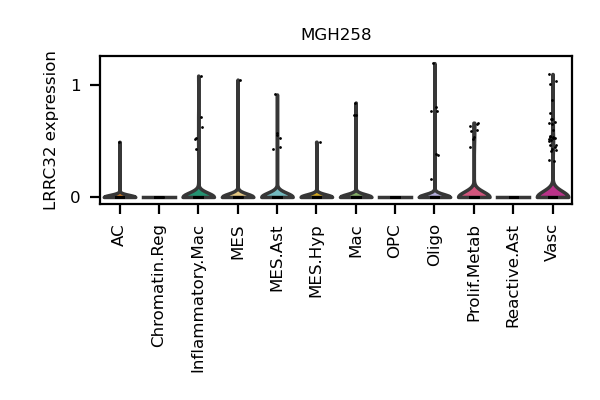 MGH258
LRRC32 expression
1
0
AC
Chromatin.Reg
Inflammatory.Mac
MES
MES.Ast
MES.Hyp
Mac
OPC
Oligo
Prolif.Metab
Reactive.Ast
Vasc